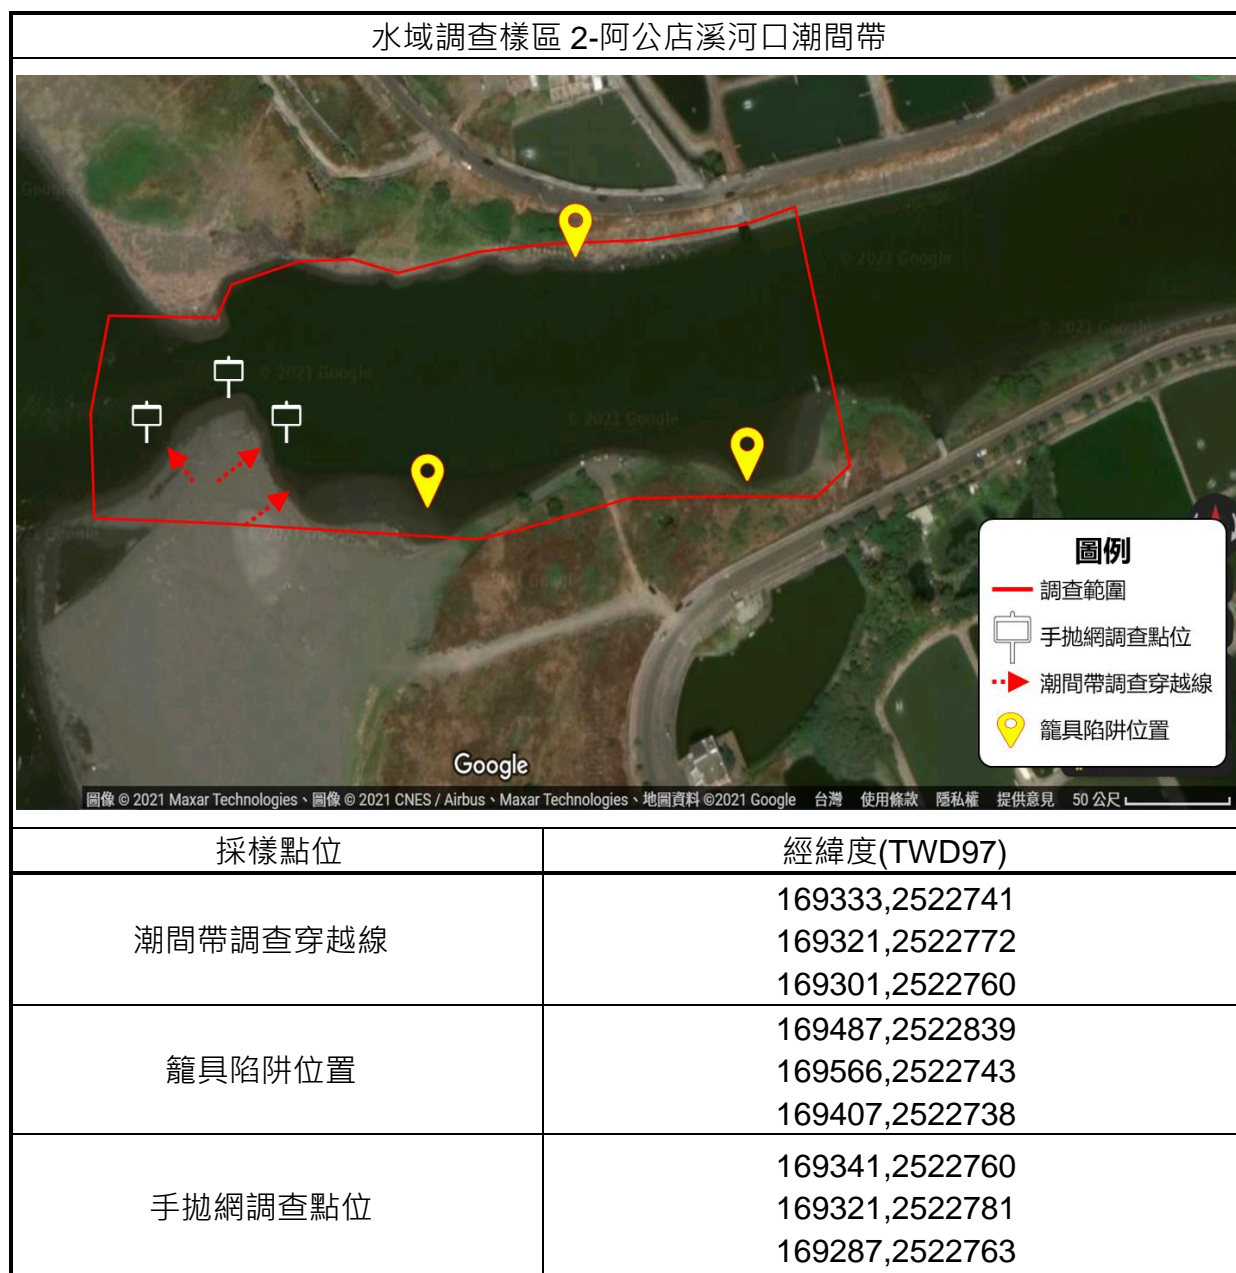 水域調查樣區 2-阿公店溪河口潮間帶
© 2021 Google
© 2021 Google
© 2021 Google
© 2021 Google
圖例
調查範圍
手拋網調查點位
潮間帶調查穿越線
籠具陷阱位置
Google
圖像 © 2021 Maxar Technologies、圖像 © 2021 CNES / Airbus、Maxar Technologies、地圖資料 ©2021 Google 台灣 使用條款 隱私權 提供意見 50 公尺
採樣點位 經緯度(TWD97)
潮間帶調查穿越線
169333,2522741
169321,2522772
169301,2522760
籠具陷阱位置
169487,2522839
169566,2522743
169407,2522738
手拋網調查點位
169341,2522760
169321,2522781
169287,2522763